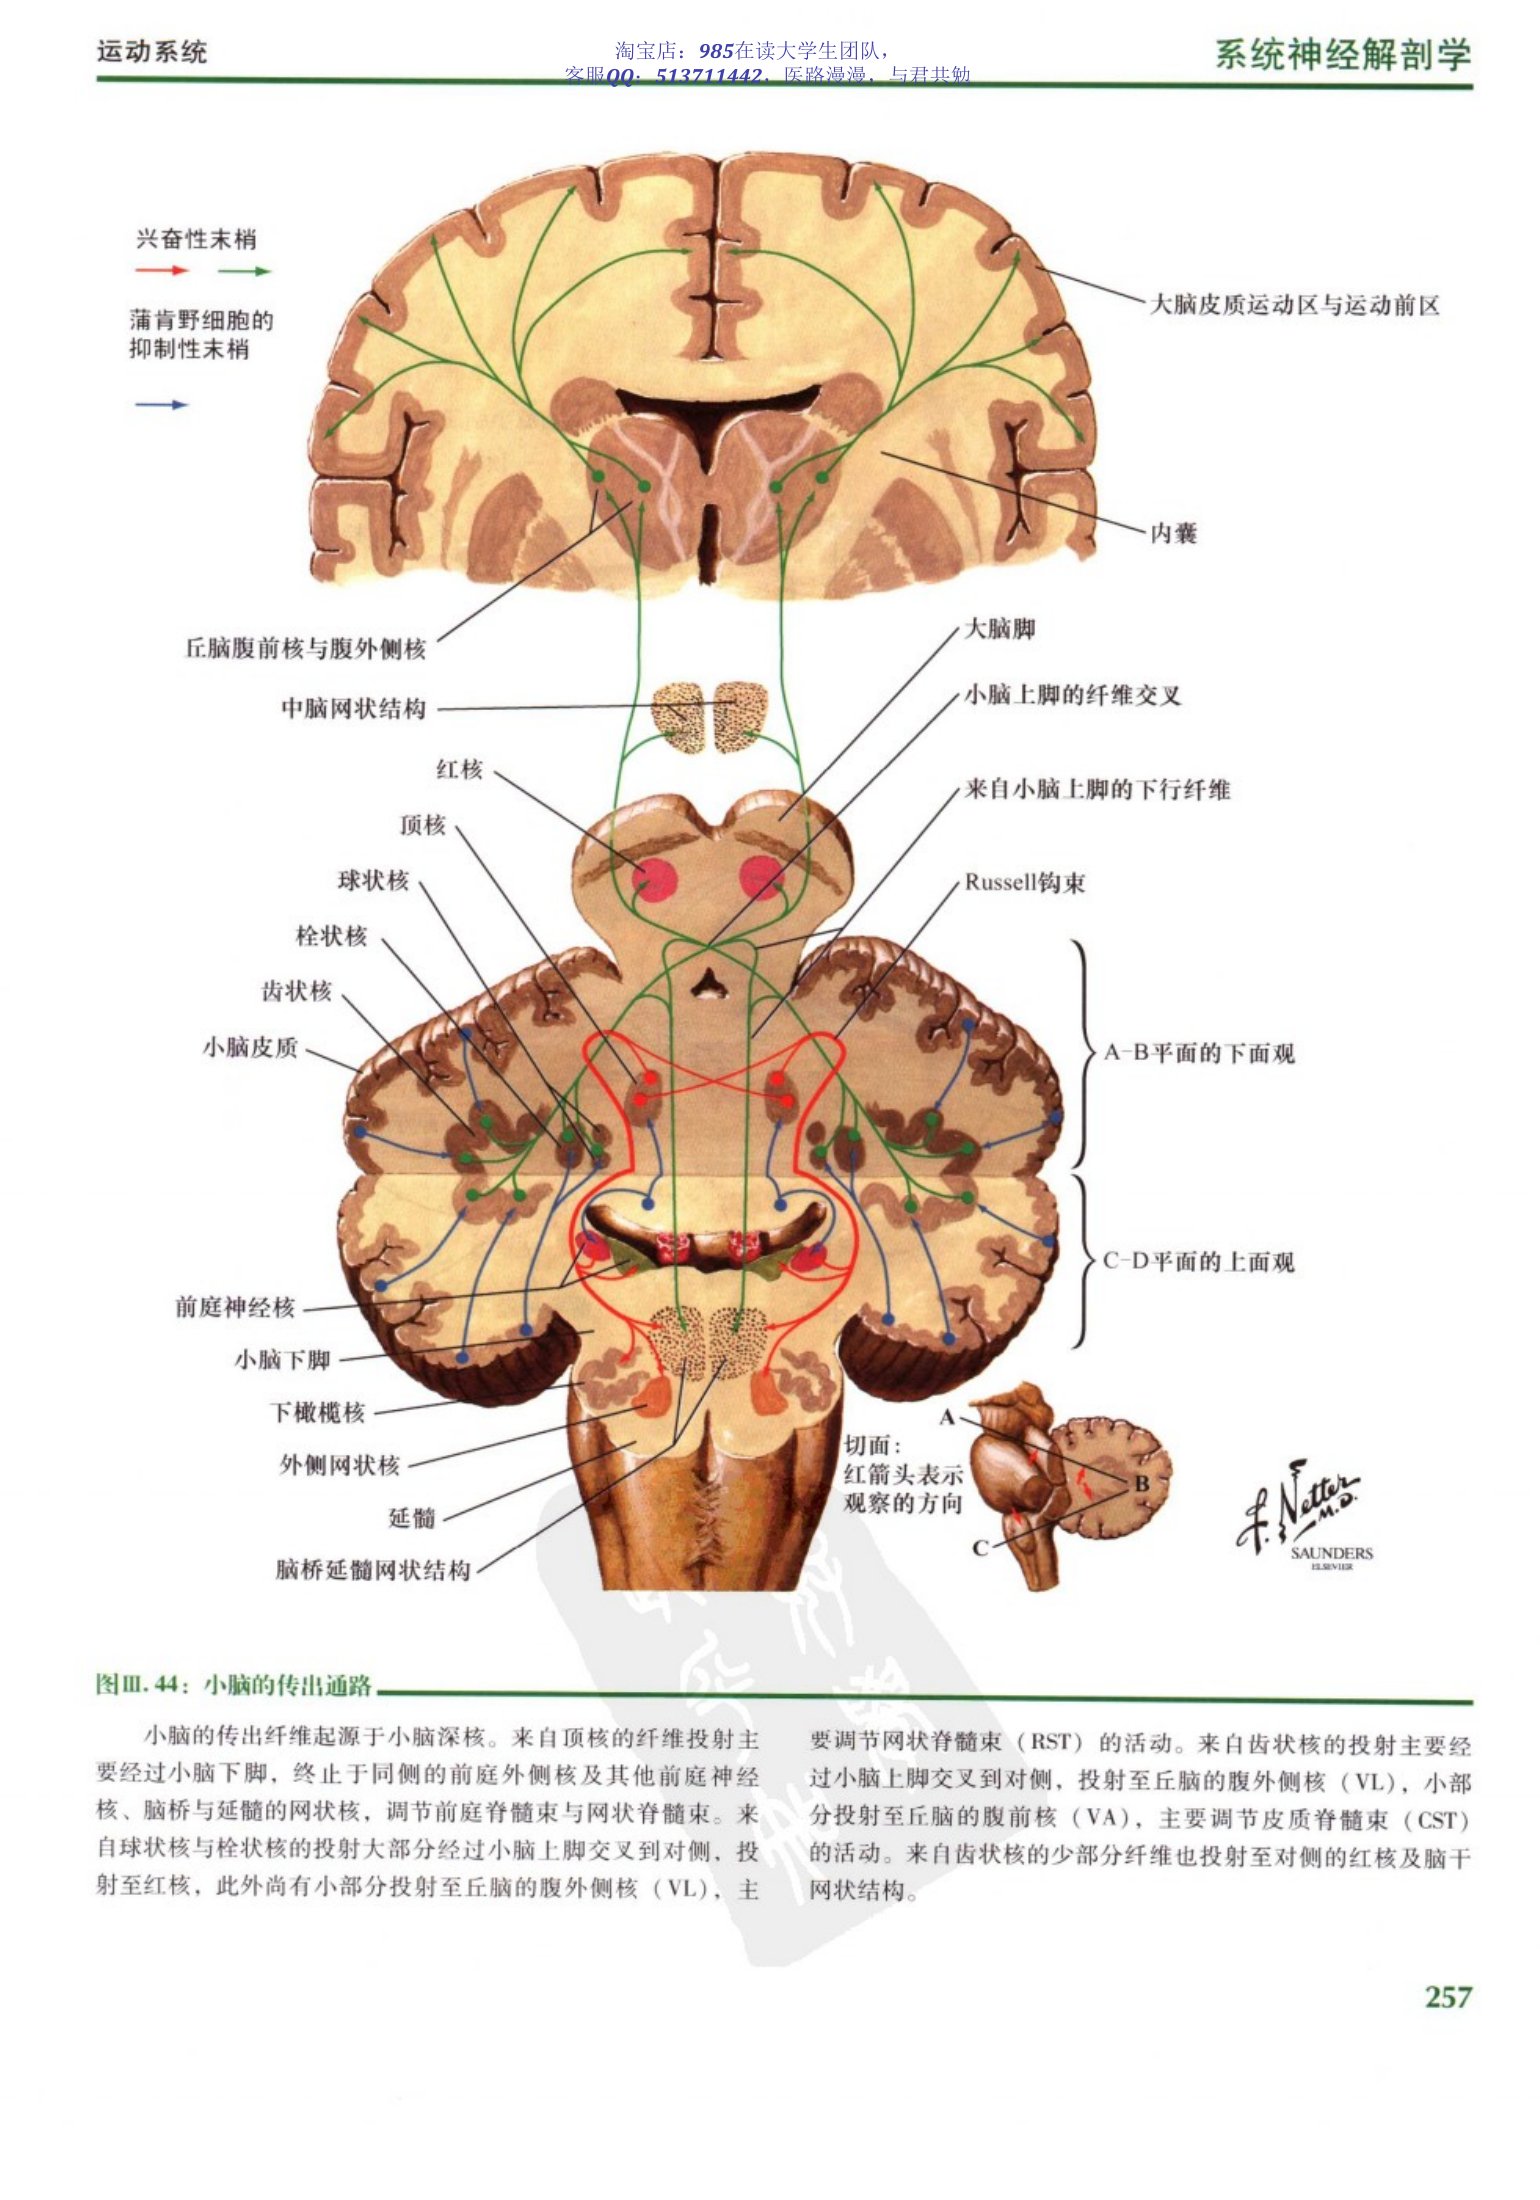 运动系统
淘宝店：985在读大学生团队，
客服QQ：513711442，医路漫漫，与君共勉
系统神经解剖学
兴奋性末梢
蒲肯野细胞的
抑制性末梢
大脑皮质运动区与运动前区
内囊
丘脑腹前核与腹外侧核
大脑脚
中脑网状结构
小脑上脚的纤维交叉
红核
来自小脑上脚的下行纤维
顶核
球状核
Russell钩束
栓状核
齿状核
小脑皮质
A-B平面的下面观
C-D平面的上面观
前庭神经核
小脑下脚
下橄榄核
外侧网状核
延髓
脑桥延髓网状结构
切面：
红箭头表示
观察的方向
A
B
C
f. Netter
M.D.
SAUNDERS
ELSEVIER
图Ⅲ.44：小脑的传出通路
小脑的传出纤维起源于小脑深核。来自顶核的纤维投射主
要经过小脑下脚，终止于同侧的前庭外侧核及其他前庭神经
核、脑桥与延髓的网状核，调节前庭脊髓束与网状脊髓束。来
自球状核与栓状核的投射大部分经过小脑上脚交叉到对侧，投
射至红核，此外尚有小部分投射至丘脑的腹外侧核（VL），主
要调节网状脊髓束（RST）的活动。来自齿状核的投射主要经
过小脑上脚交叉到对侧，投射至丘脑的腹外侧核（VL），小部
分投射至丘脑的腹前核（VA），主要调节皮质脊髓束（CST）
的活动。来自齿状核的少部分纤维也投射至对侧的红核及脑干
网状结构。
257